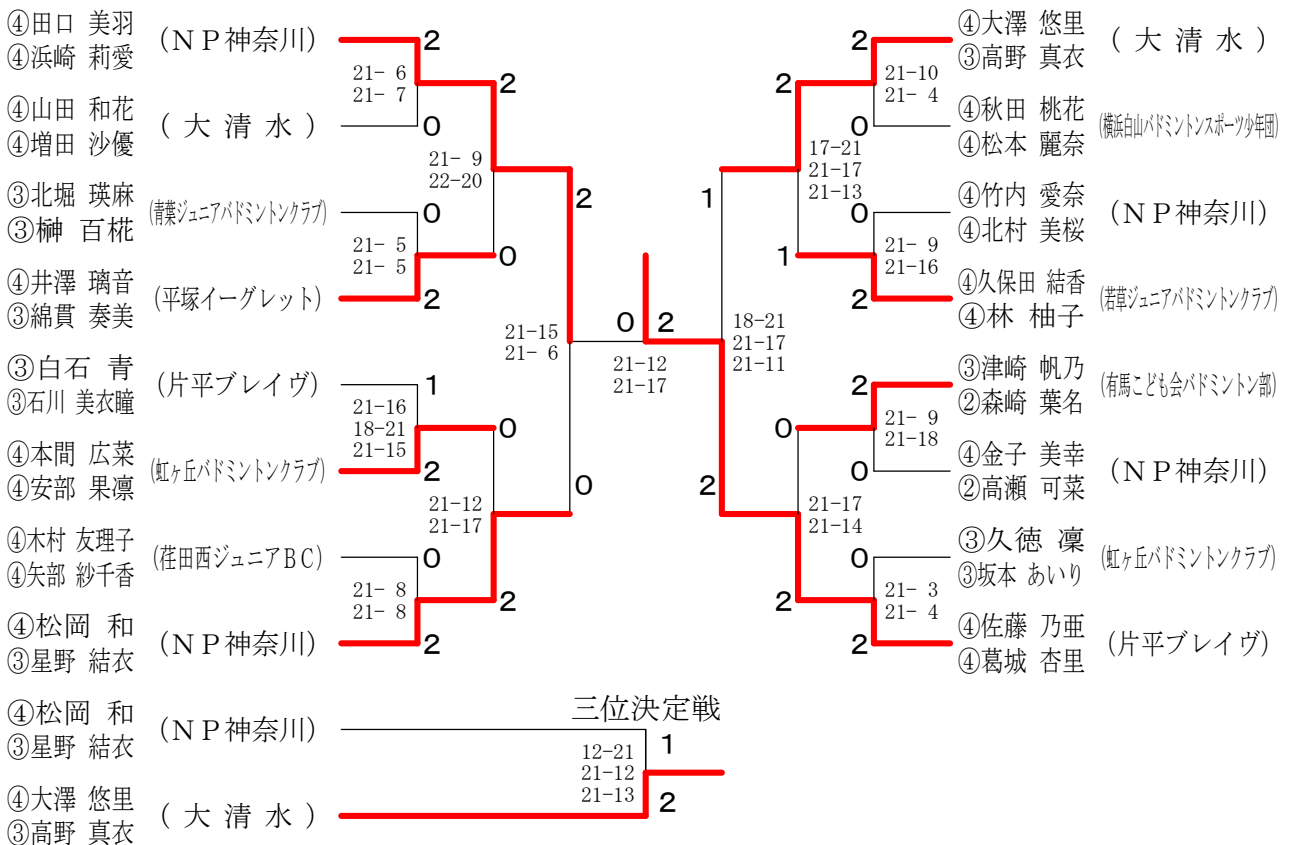 ④田口 美羽
④浜崎 莉愛
(ＮＰ神奈川)
2
21- 6
21- 7
④山田 和花
④増田 沙優
( 大 清 水 )
0
2
21- 9
22-20
③北堀 瑛麻
③榊 百椛
(青葉ジュニアバドミントンクラブ)
0
21- 5
21- 5
④井澤 璃音
③綿貫 奏美
(平塚イーグレット)
2
0
2
21-15
21- 6
③白石 青
③石川 美衣瞳
(片平ブレイヴ)
1
21-16
18-21
21-15
④本間 広菜
④安部 果凛
(虹ヶ丘バドミントンクラブ)
2
0
21-12
21-17
④木村 友理子
④矢部 紗千香
(荏田西ジュニアＢＣ)
0
21- 8
21- 8
④松岡 和
③星野 結衣
(ＮＰ神奈川)
2
2
0
0
2
21-12
21-17
2
④大澤 悠里
③高野 真衣
( 大 清 水 )
21-10
21- 4
0
④秋田 桃花
④松本 麗奈
(横浜白山バドミントンスポーツ少年団)
2
17-21
21-17
21-13
0
④竹内 愛奈
④北村 美桜
(ＮＰ神奈川)
21- 9
21-16
2
④久保田 結香
④林 柚子
(若草ジュニアバドミントンクラブ)
1
1
18-21
21-17
21-11
2
③津崎 帆乃
②森崎 葉名
(有馬こども会バドミントン部)
21- 9
21-18
0
④金子 美幸
②高瀬 可菜
(ＮＰ神奈川)
0
21-17
21-14
0
③久徳 凜
③坂本 あいり
(虹ヶ丘バドミントンクラブ)
21- 3
21- 4
2
④佐藤 乃亜
④葛城 杏里
(片平ブレイヴ)
2
2
三位決定戦
④松岡 和
③星野 結衣
(ＮＰ神奈川)
1
12-21
21-12
21-13
④大澤 悠里
③高野 真衣
( 大 清 水 )
2